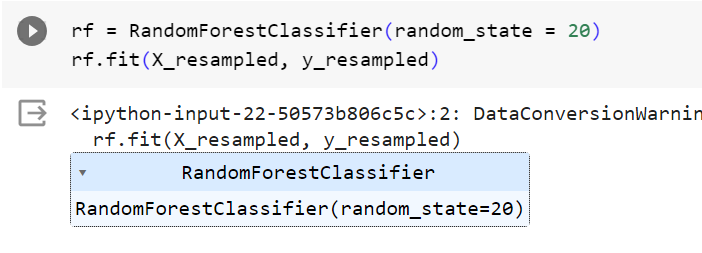 rf = RandomForestClassifier(random_state = 20)
rf.fit(X_resampled, y_resampled)
<ipython-input-22-50573b806c5c>:2: DataConversionWarnin
rf.fit(X_resampled, y_resampled)
RandomForestClassifier
RandomForestClassifier(random_state=20)